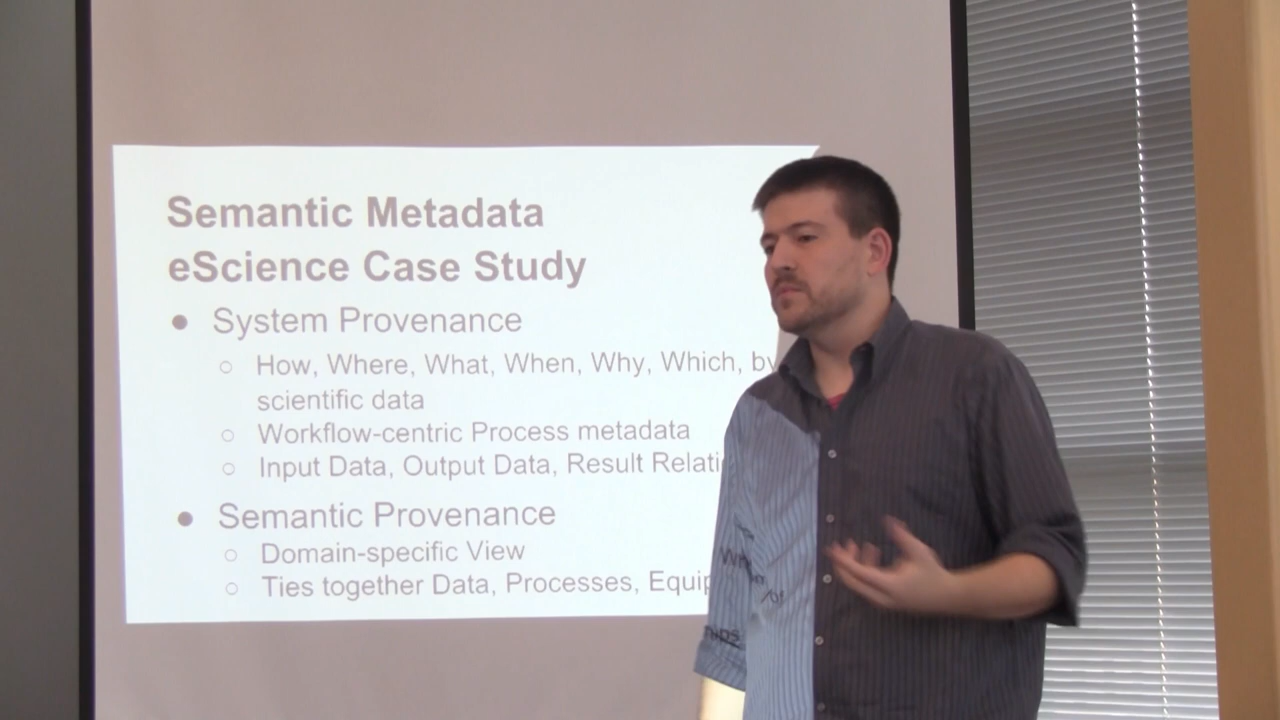 Semantic Metadata
eScience Case Study
● System Provenance
○ How, Where, What, When, Why, Which, by
scientific data
○ Workflow-centric Process metadata
○ Input Data, Output Data, Result
● Semantic Provenance
○ Domain-specific View
○ Ties together Data, Processes,